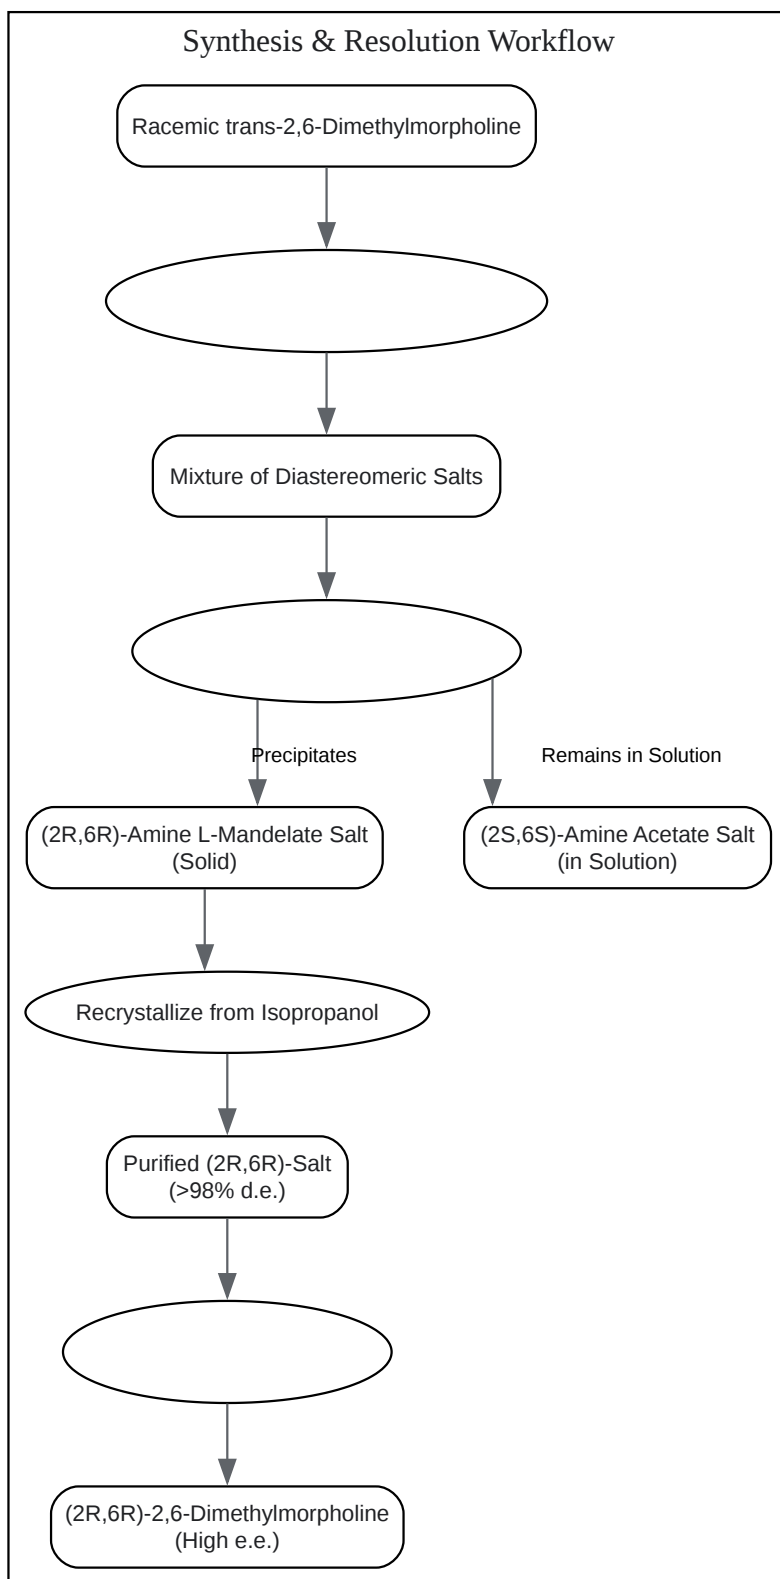 Synthesis & Resolution Workflow
Racemic trans-2,6-Dimethylmorpholine
Mixture of Diastereomeric Salts
Precipitates
Remains in Solution
(2R,6R)-Amine L-Mandelate Salt
(Solid)
(2S,6S)-Amine Acetate Salt
(in Solution)
Recrystallize from Isopropanol
Purified (2R,6R)-Salt
(>98% d.e.)
(2R,6R)-2,6-Dimethylmorpholine
(High e.e.)